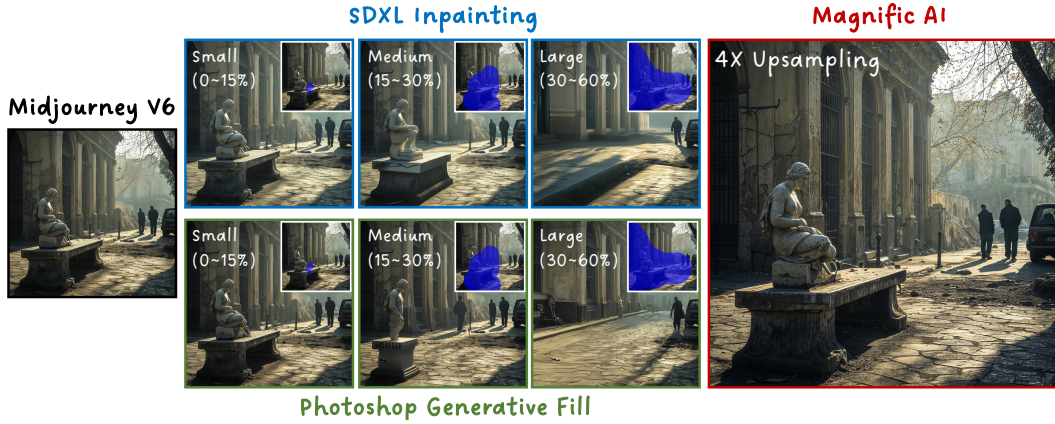 SDXL Inpainting
Magnific AI
Midjourney V6
Small
(0~15%)
Medium
(15~30%)
Large
(30~60%)
4X Upsampling
Small
(0~15%)
Medium
(15~30%)
Large
(30~60%)
Photoshop Generative Fill